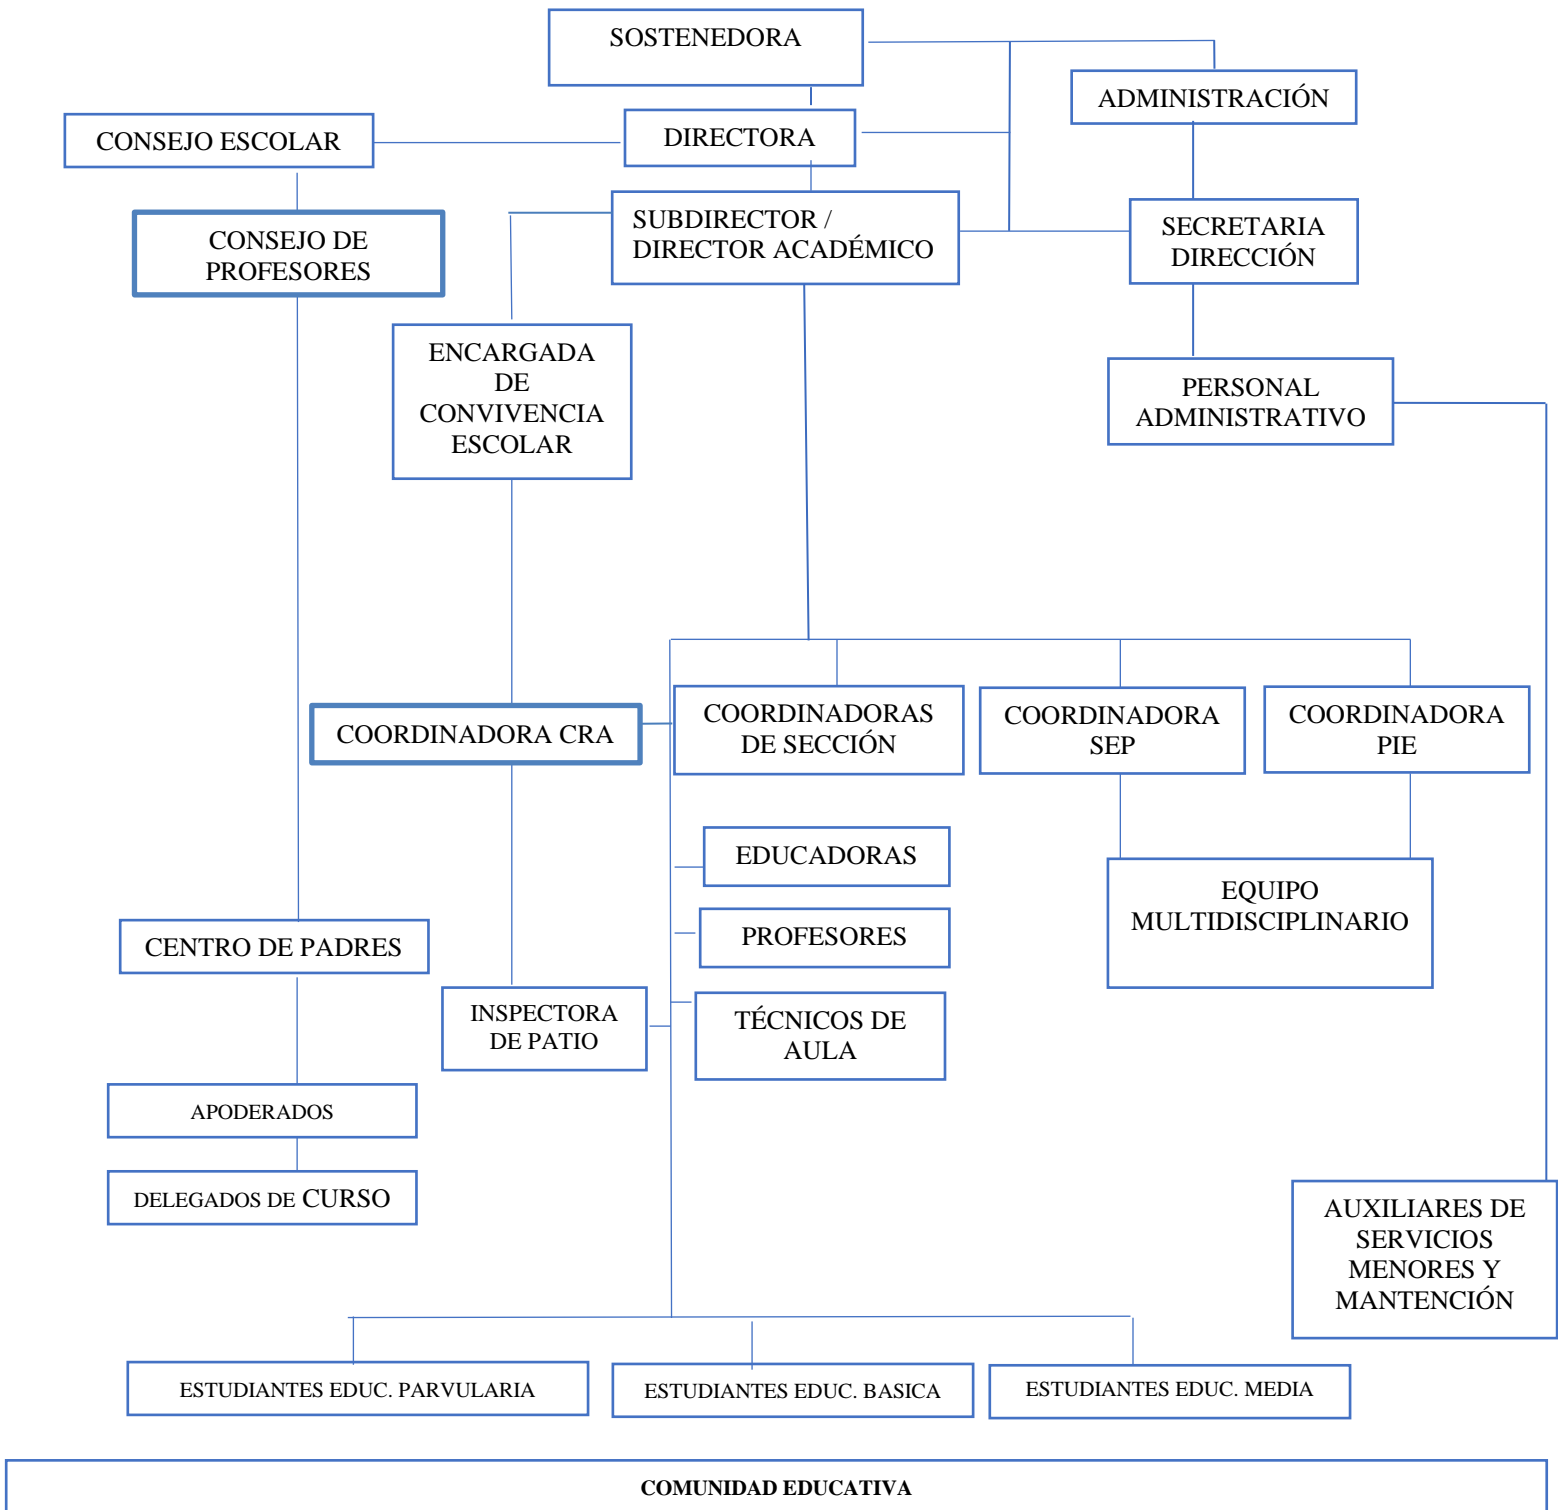 SOSTENEDORA
ADMINISTRACIÓN
CONSEJO ESCOLAR
DIRECTORA
CONSEJO DE
PROFESORES
SUBDIRECTOR /
DIRECTOR ACADÉMICO
SECRETARIA
DIRECCIÓN
ENCARGADA
DE
CONVIVENCIA
ESCOLAR
PERSONAL
ADMINISTRATIVO
COORDINADORA CRA
COORDINADORAS
DE SECCIÓN
COORDINADORA
SEP
COORDINADORA
PIE
EDUCADORAS
EQUIPO
MULTIDISCIPLINARIO
PROFESORES
CENTRO DE PADRES
INSPECTORA
DE PATIO
TÉCNICOS DE
AULA
APODERADOS
DELEGADOS DE CURSO
AUXILIARES DE
SERVICIOS
MENORES Y
MANTENCIÓN
ESTUDIANTES EDUC. PARVULARIA
ESTUDIANTES EDUC. BASICA
ESTUDIANTES EDUC. MEDIA
COMUNIDAD EDUCATIVA